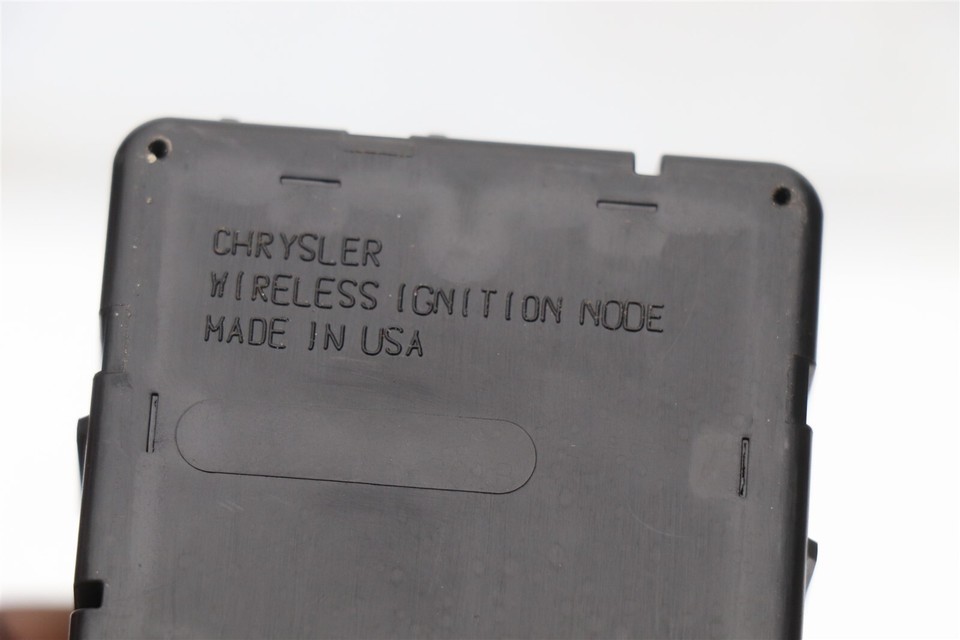 CHRYSLER
WIRELESS IGNITION NODE
MADE IN USA